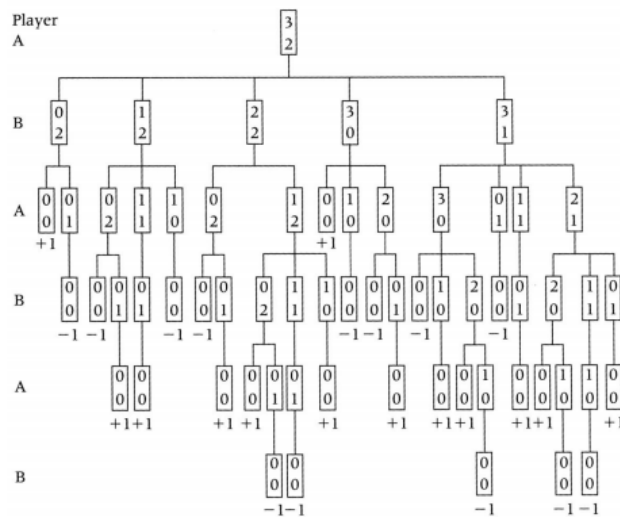 Player
3
A
2
0 1 2 3 3
B
2 2 2 0 1
0 0 0 1 1 0 1 0 1 2 3 0 1 2
A
0 1 2 1 0 2 2 0 0 0 0 1 1 1
+1 +1
0 0 0 0 0 0 0 0 1 1 0 0 0 0 1 2 0 0 2 1 0
B
0 0 1 1 0 0 1 2 1 0 0 0 1 0 0 0 0 1 0 1 1
−1 −1 −1 −1 −1 −1 −1 −1
0 0 0 0 0 0 0 0 0 0 1 0 0 1 1 0
A
0 0 0 0 1 1 0 0 0 0 0 0 0 0 0 0
+1 +1 +1 +1 +1 +1 +1 +1 +1 +1 +1
0 0 0 0 0
B
0 0 0 0 0
−1 −1 −1 −1 −1